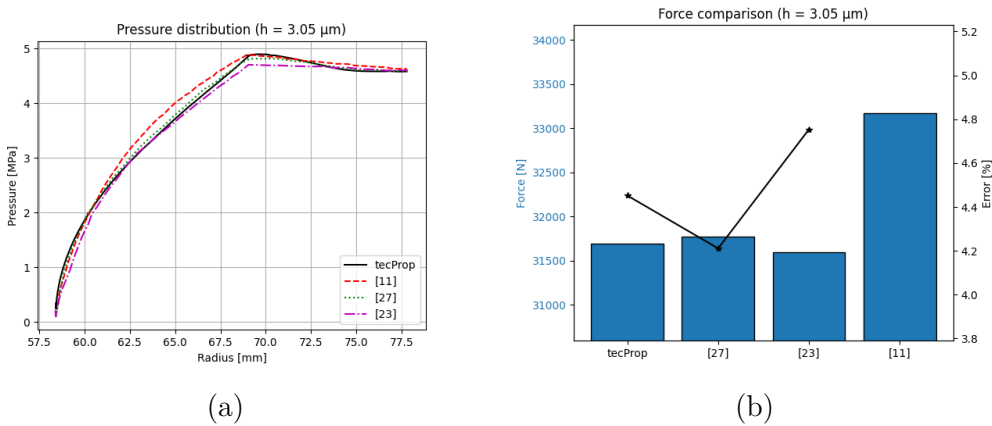 Pressure distribution (h = 3.05 µm)
Pressure [MPa]
5
4
3
2
1
0
tecProp
[11]
[27]
[23]
57.5 60.0 62.5 65.0 67.5 70.0 72.5 75.0 77.5
Radius [mm]
(a)
Force comparison (h = 3.05 µm)
Force [N]
34000
33500
33000
32500
32000
31500
31000
5.2
5.0
4.8
4.6
4.4
4.2
4.0
3.8
Error [%]
tecProp [27] [23] [11]
(b)